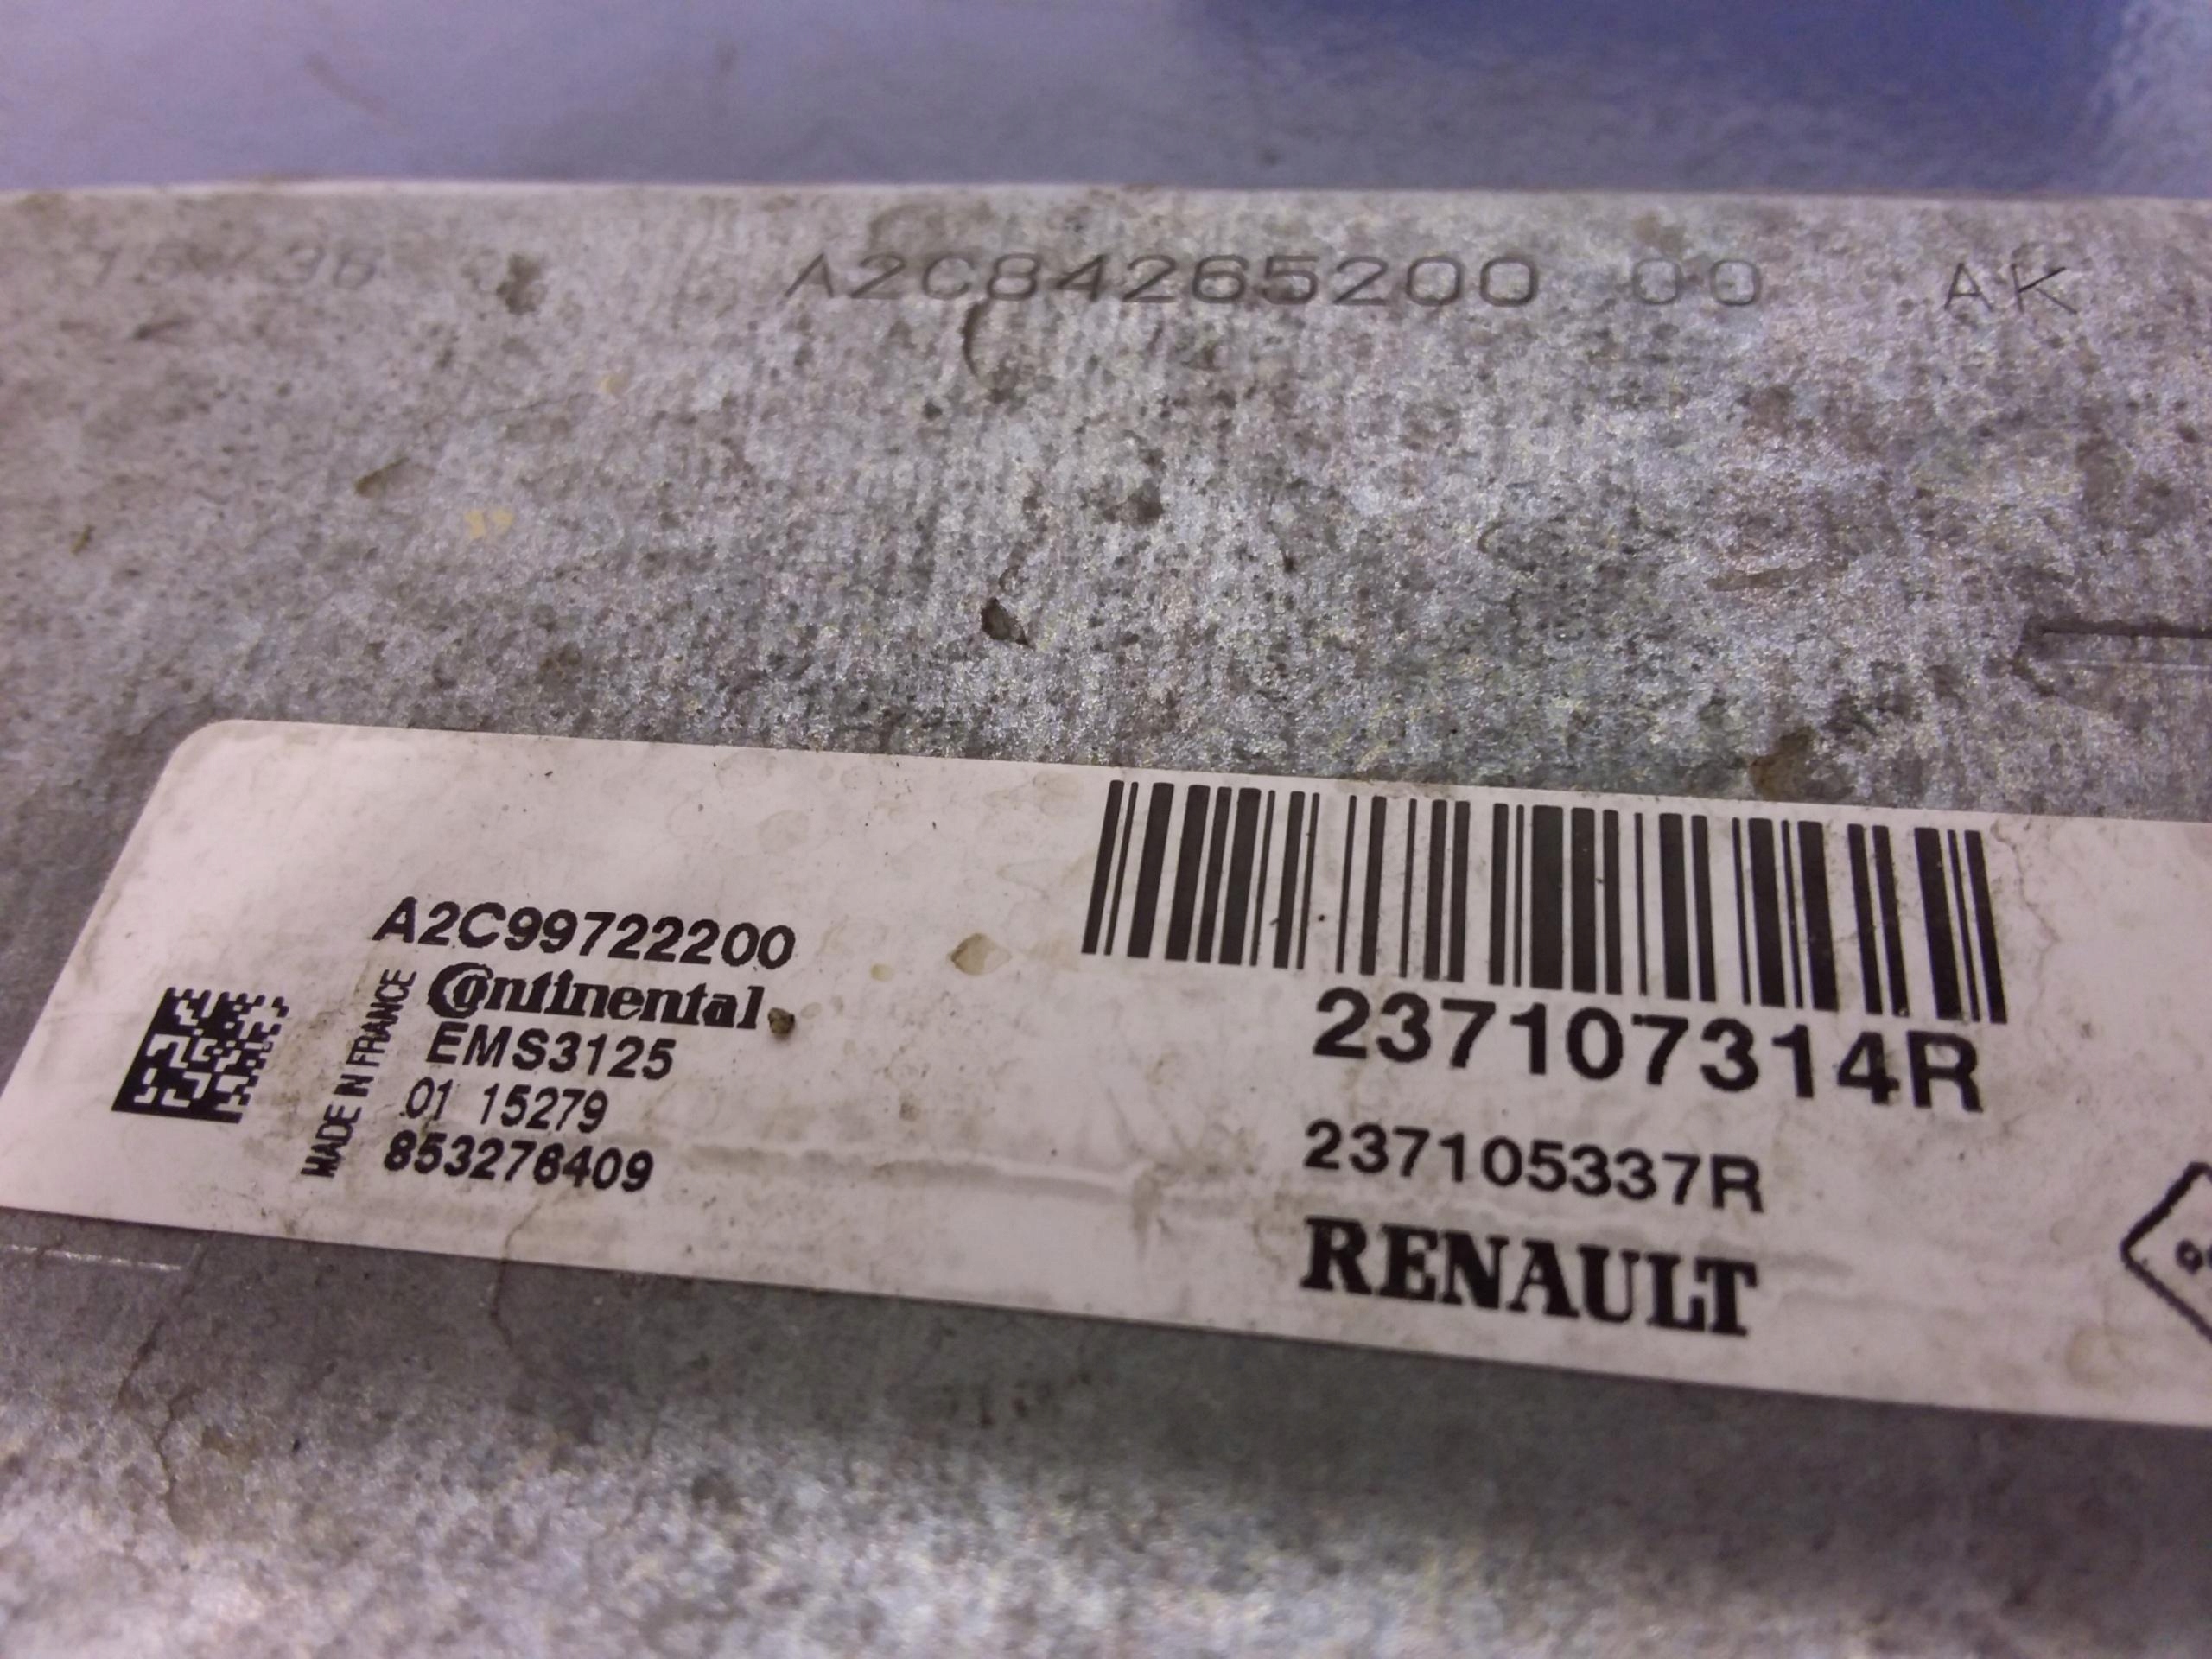 A2C84265200 00 AK
A2C99722200
Continental
EMS3125
01 15279
853276409
MADE IN FRANCE
237107314R
237105337R
RENAULT